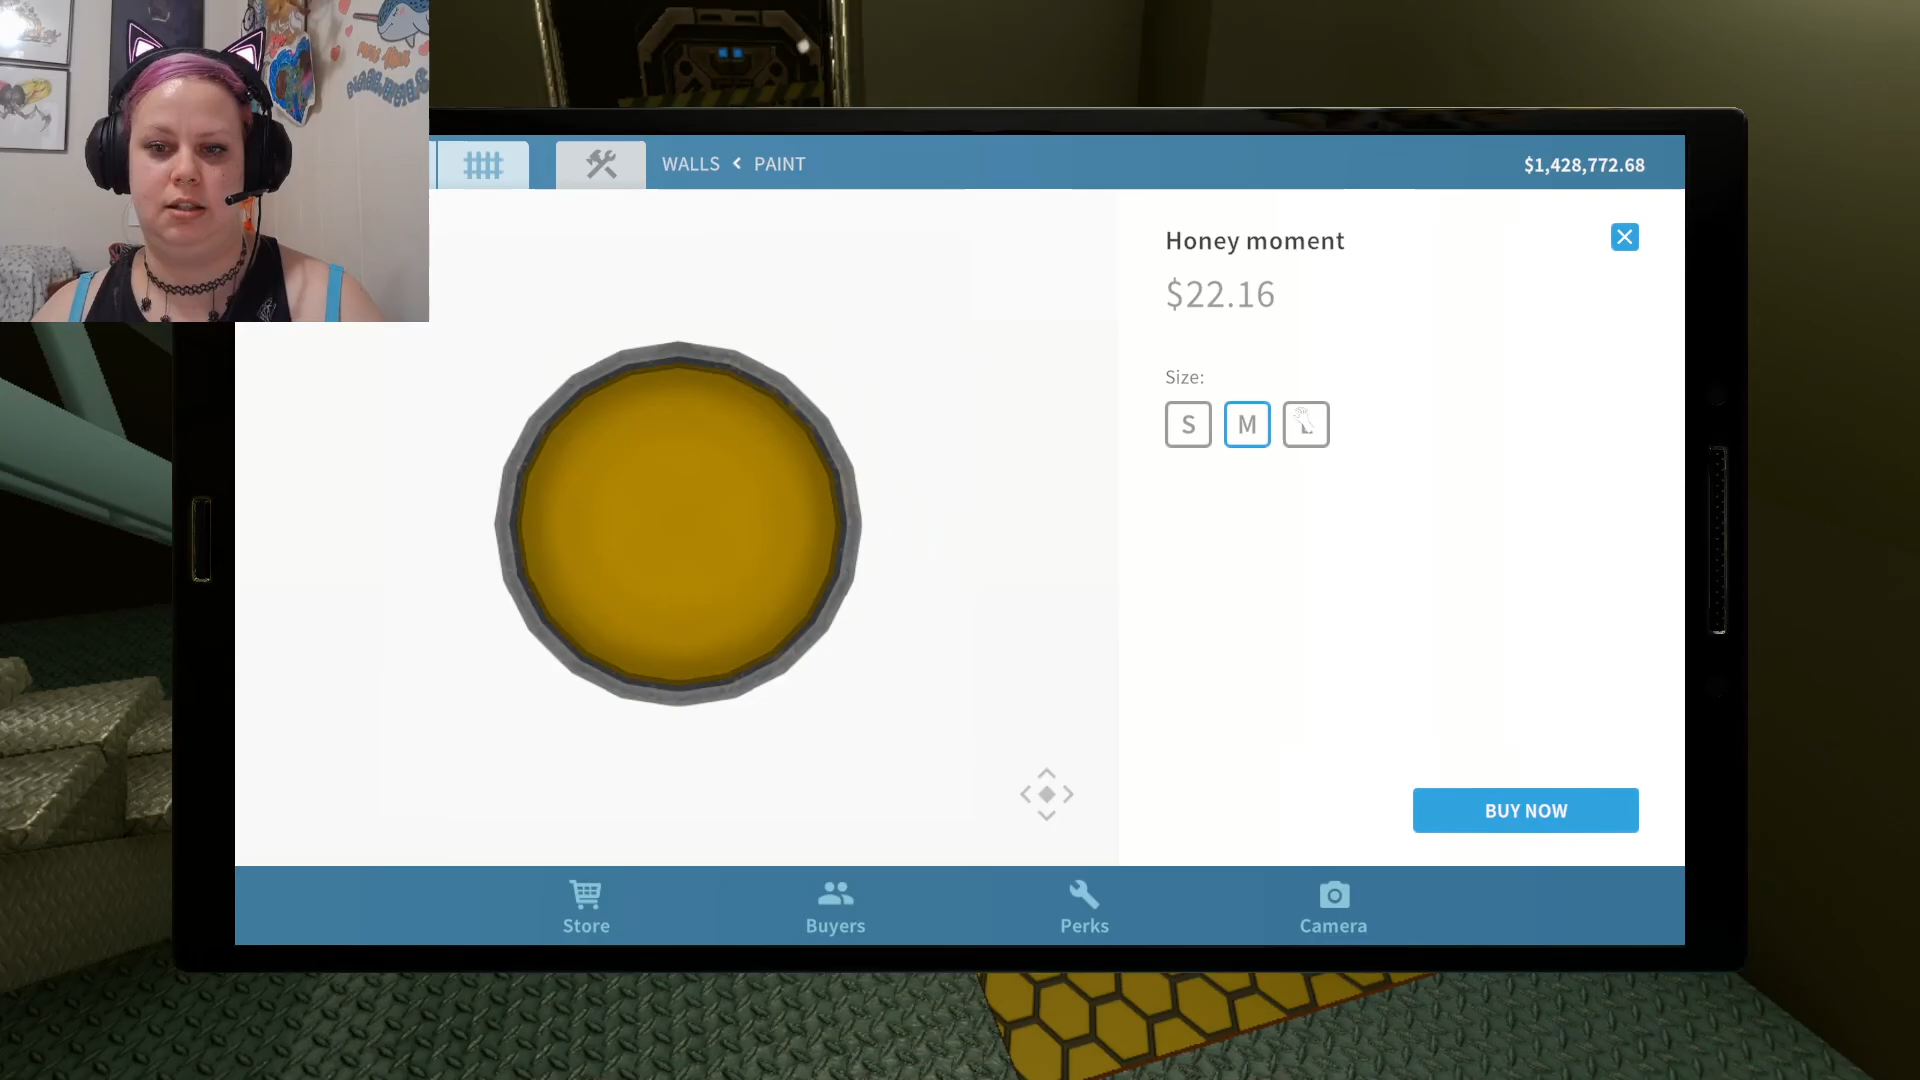 WALLS < PAINT
$1,428,772.68
Honey moment
$22.16
Size:
S M
BUY NOW
Store Buyers Perks Camera